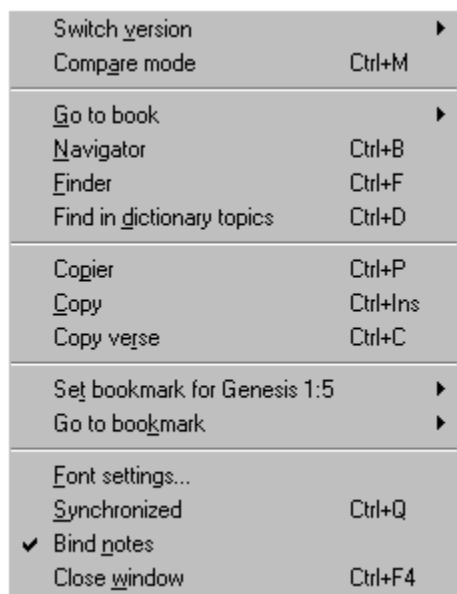 Switch version
Compare mode Ctrl+M
Go to book
Navigator Ctrl+B
Finder Ctrl+F
Find in dictionary topics Ctrl+D
Copier Ctrl+P
Copy Ctrl+Ins
Copy verse Ctrl+C
Set bookmark for Genesis 1:5
Go to bookmark
Font settings...
Synchronized Ctrl+Q
Bind notes
Close window Ctrl+F4